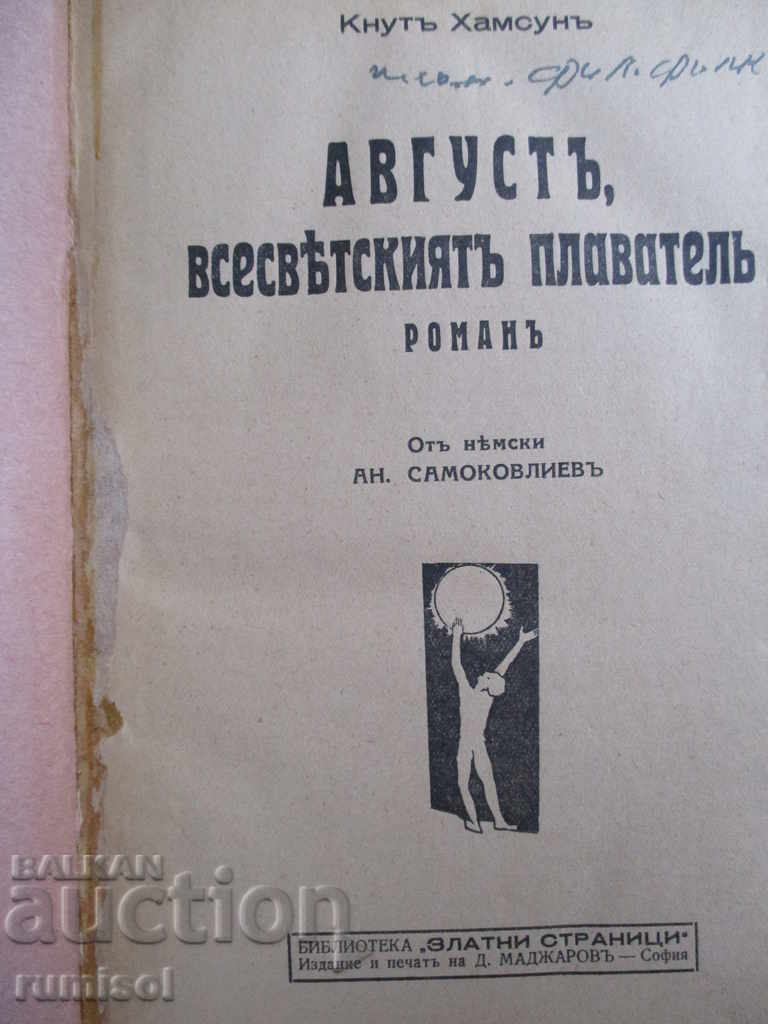 Кнутъ Хамсунъ
АВГУСТЪ,
ВСЕСВѢТСКИЯТЪ ПЛАВАТЕЛЬ
РОМАНЪ
Отъ нѣмски
АН. САМОКОВЛИЕВЪ
BALKAN
auction
rumisol
БИБЛИОТЕКА „ЗЛАТНИ СТРАНИЦИ“
Издание и печатъ на Д. МАДЖАРОВЪ — София